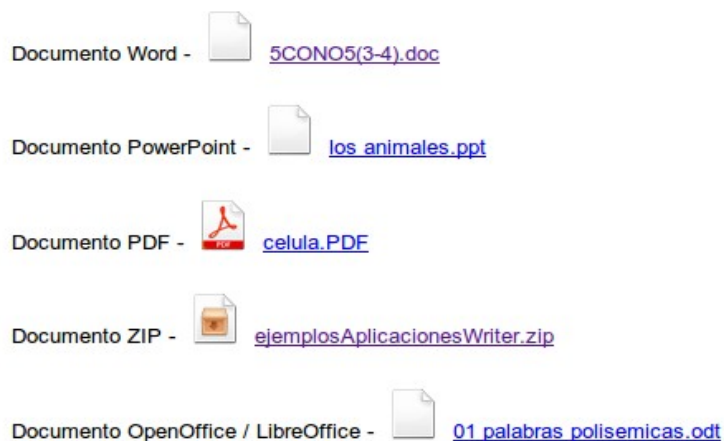 Documento Word - 5CONO5(3-4).doc
Documento PowerPoint - los animales.ppt
Documento PDF - PDF celula.PDF
Documento ZIP - ejemplosAplicacionesWriter.zip
Documento OpenOffice / LibreOffice - 01 palabras polisemicas.odt